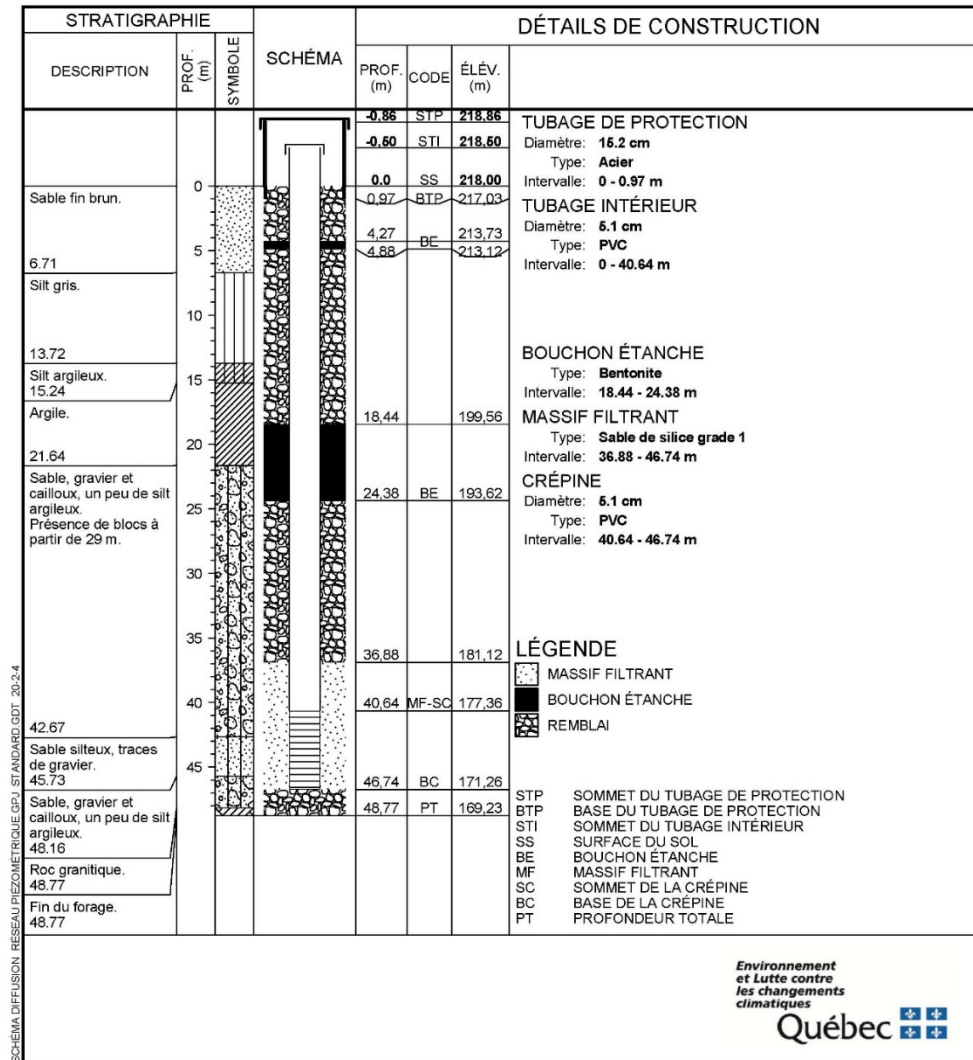 STRATIGRAPHIE
DESCRIPTION
PROF. (m)
SYMBOLE
SCHÉMA
DÉTAILS DE CONSTRUCTION
PROF. (m)
CODE
ÉLÉV. (m)
-0,86 STP 218,86
-0,50 STI 218,50
0.0 SS 218,00
0,97 BTP 217,03
4,27 213,73
BE
4,88 213,12
18,44 199,56
24,38 BE 193,62
36,88 181,12
40,64 MF-SC 177,36
46,74 BC 171,26
48,77 PT 169,23
0
5
10
15
20
25
30
35
40
45
Sable fin brun.
6.71
Silt gris.
13.72
Silt argileux.
15.24
Argile.
21.64
Sable, gravier et
cailloux, un peu de silt
argileux.
Présence de blocs à
partir de 29 m.
42.67
Sable silteux, traces
de gravier.
45.73
Sable, gravier et
cailloux, un peu de silt
argileux.
48.16
Roc granitique.
48.77
Fin du forage.
48.77
TUBAGE DE PROTECTION
Diamètre: 15.2 cm
Type: Acier
Intervalle: 0 - 0.97 m
TUBAGE INTÉRIEUR
Diamètre: 5.1 cm
Type: PVC
Intervalle: 0 - 40.64 m
BOUCHON ÉTANCHE
Type: Bentonite
Intervalle: 18.44 - 24.38 m
MASSIF FILTRANT
Type: Sable de silice grade 1
Intervalle: 36.88 - 46.74 m
CRÉPINE
Diamètre: 5.1 cm
Type: PVC
Intervalle: 40.64 - 46.74 m
LÉGENDE
MASSIF FILTRANT
BOUCHON ÉTANCHE
REMBLAI
STP SOMMET DU TUBAGE DE PROTECTION
BTP BASE DU TUBAGE DE PROTECTION
STI SOMMET DU TUBAGE INTÉRIEUR
SS SURFACE DU SOL
BE BOUCHON ÉTANCHE
MF MASSIF FILTRANT
SC SOMMET DE LA CRÉPINE
BC BASE DE LA CRÉPINE
PT PROFONDEUR TOTALE
SCHÉMA DIFFUSION RÉSEAU PIÉZOMÉTRIQUE.GPJ STANDARD.GDT 20-2-4
Environnement
et Lutte contre
les changements
climatiques
Québec